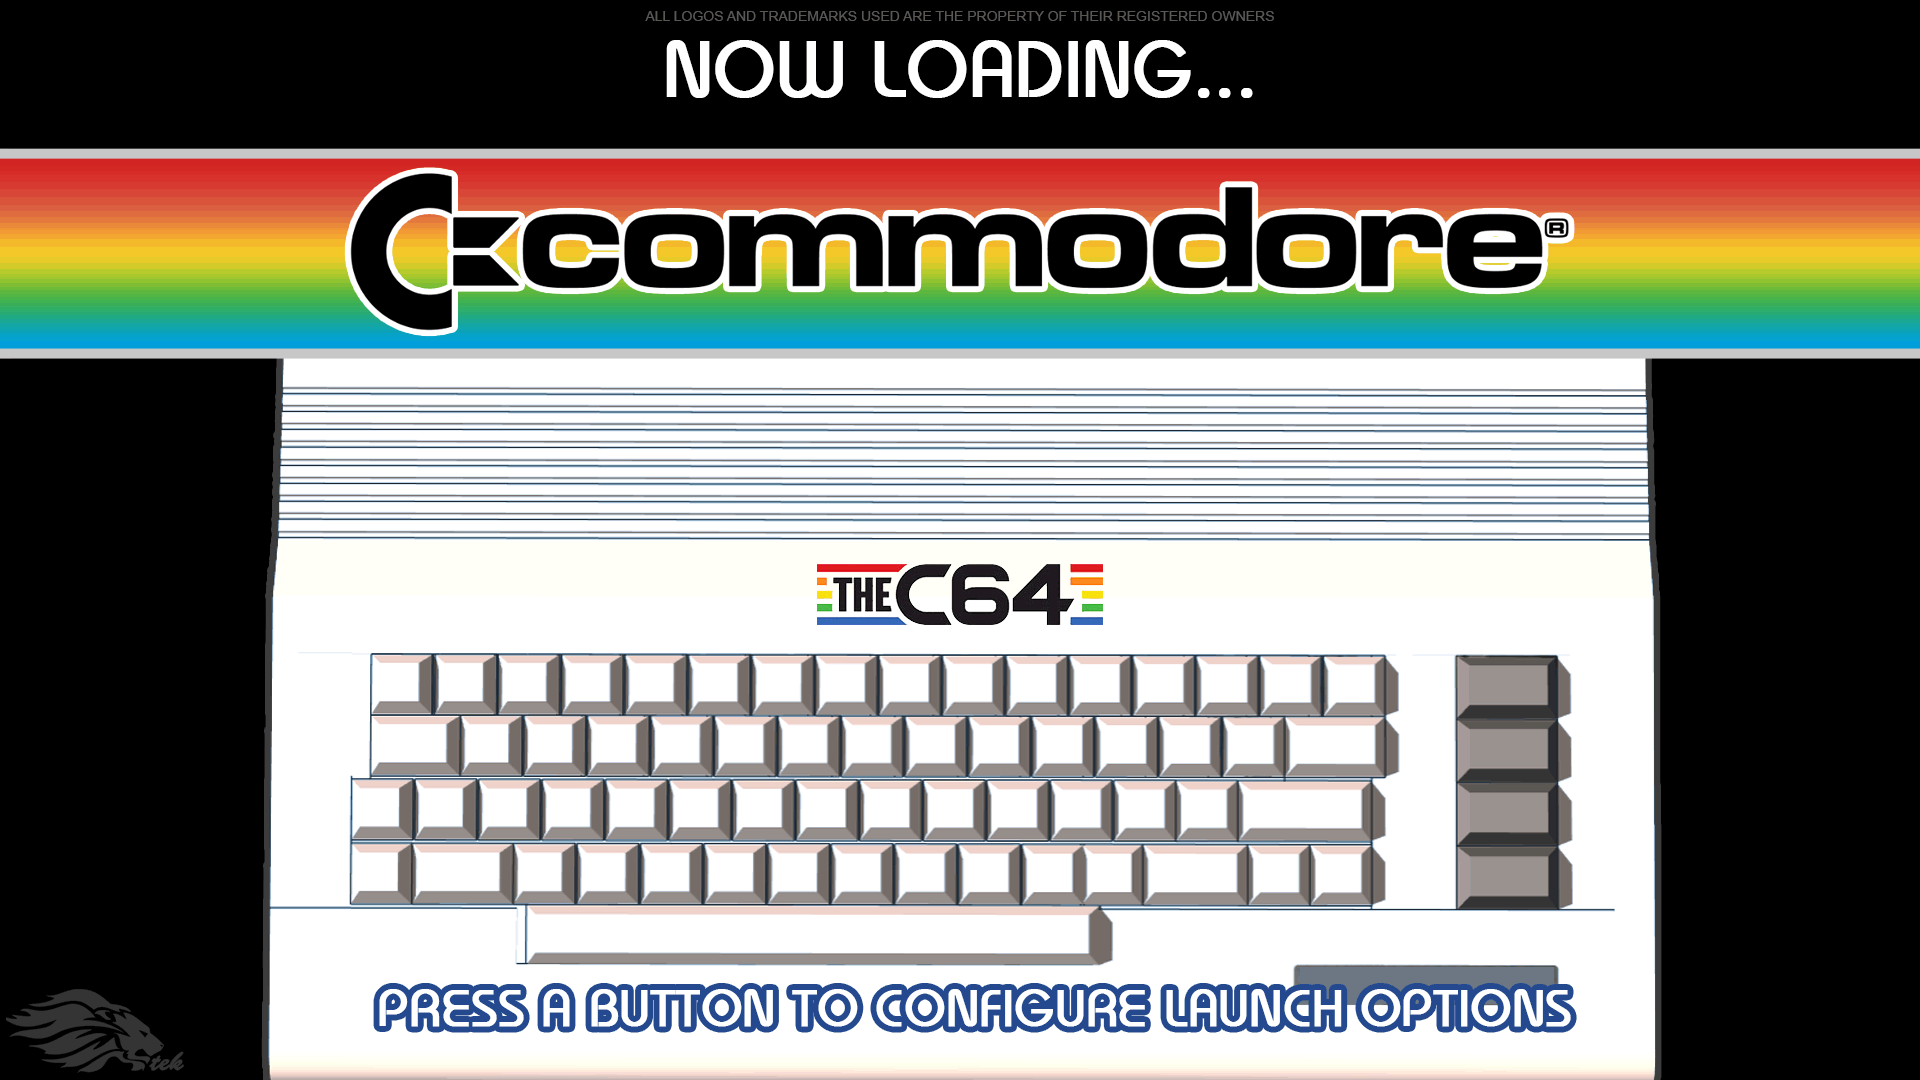 ALL LOGOS AND TRADEMARKS USED ARE THE PROPERTY OF THEIR REGISTERED OWNERS
NOW LOADING...
commodore®
THE C64
PRESS A BUTTON TO CONFIGURE LAUNCH OPTIONS
tek